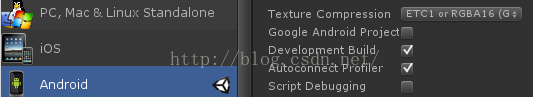 PC, Mac & Linux Standalone
iOS
Android
Texture Compression ETC1 or RGBA16 (G
Google Android Project
Development Build
Autoconnect Profiler
Script Debugging
http://blog.csdn.net/